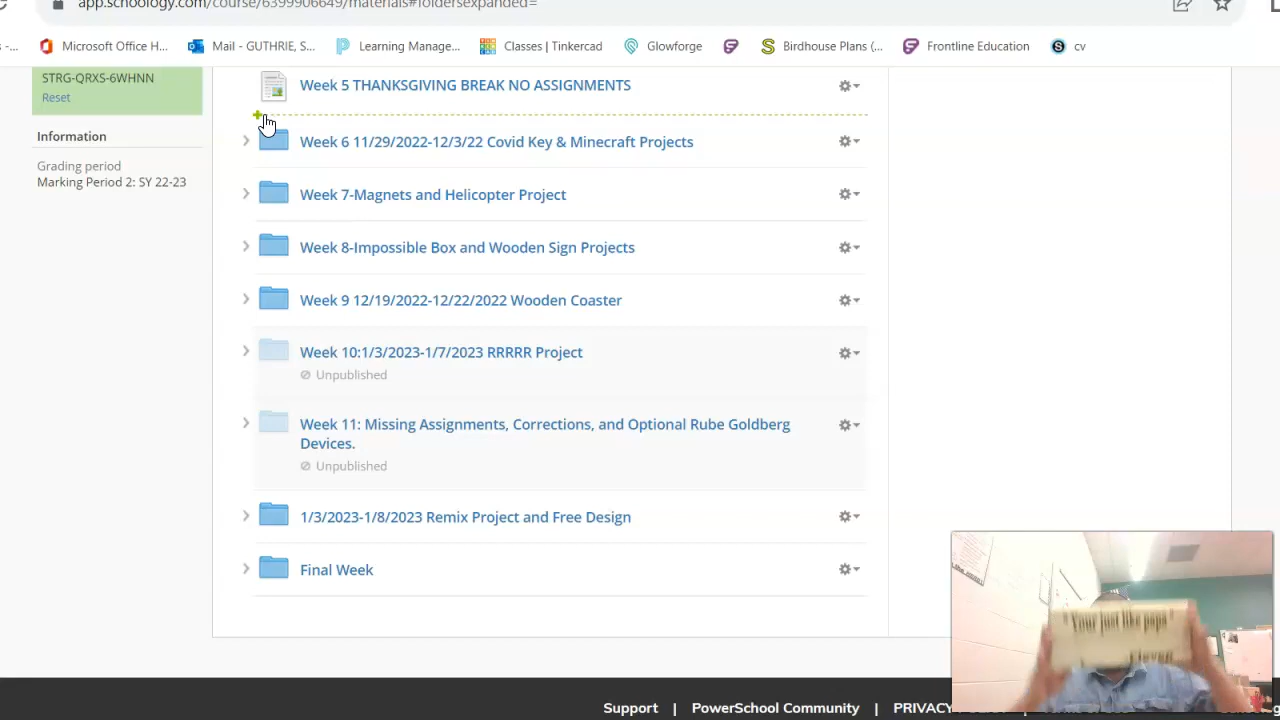 app.schoology.com/course/6399906649/materials#foldersexpanded=
Microsoft Office H...
Mail - GUTHRIE, S...
Learning Manage...
Classes | Tinkercad
Glowforge
Birdhouse Plans (...
Frontline Education
cv
STRG-QRXS-6WHNN
Reset
Information
Grading period
Marking Period 2: SY 22-23
Week 5 THANKSGIVING BREAK NO ASSIGNMENTS
Week 6 11/29/2022-12/3/22 Covid Key & Minecraft Projects
Week 7-Magnets and Helicopter Project
Week 8-Impossible Box and Wooden Sign Projects
Week 9 12/19/2022-12/22/2022 Wooden Coaster
Week 10:1/3/2023-1/7/2023 RRRRR Project
Unpublished
Week 11: Missing Assignments, Corrections, and Optional Rube Goldberg
Devices.
Unpublished
1/3/2023-1/8/2023 Remix Project and Free Design
Final Week
"Your just like papa"
Support | PowerSchool Community | PRIVACY